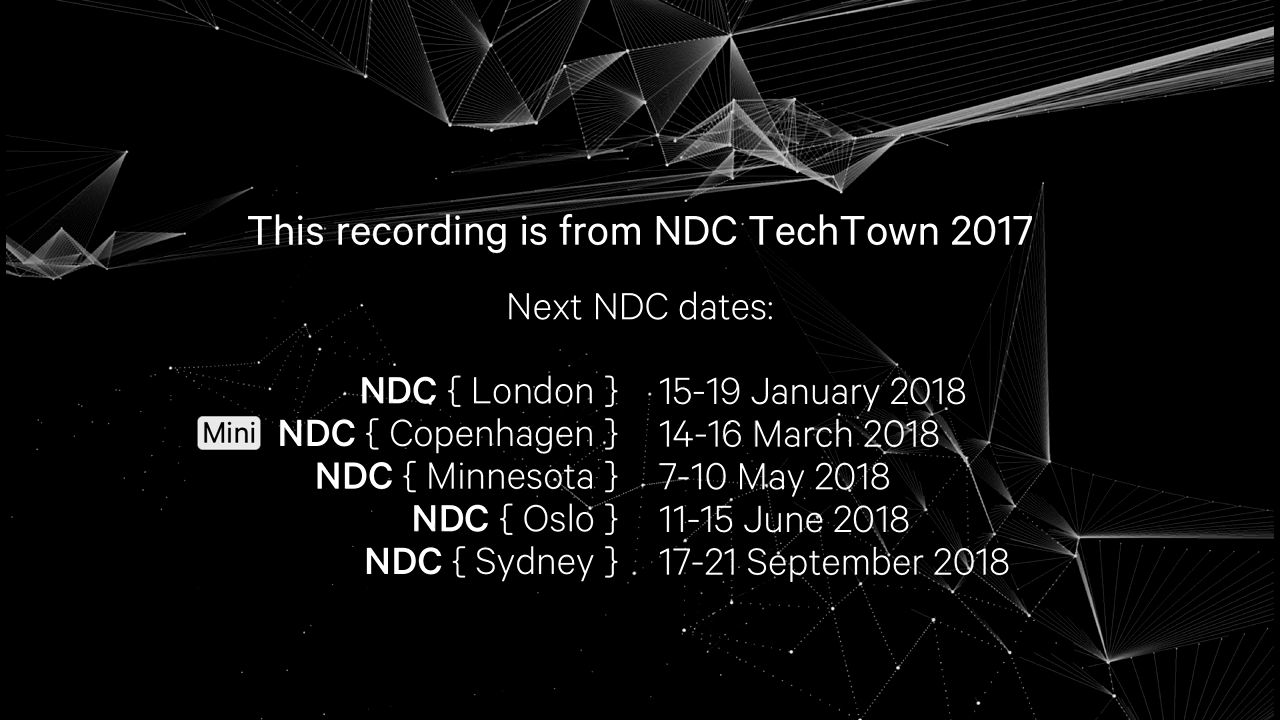 This recording is from NDC TechTown 2017
Next NDC dates:
NDC { London } 15-19 January 2018
Mini NDC { Copenhagen } 14-16 March 2018
NDC { Minnesota } 7-10 May 2018
NDC { Oslo } 11-15 June 2018
NDC { Sydney } 17-21 September 2018